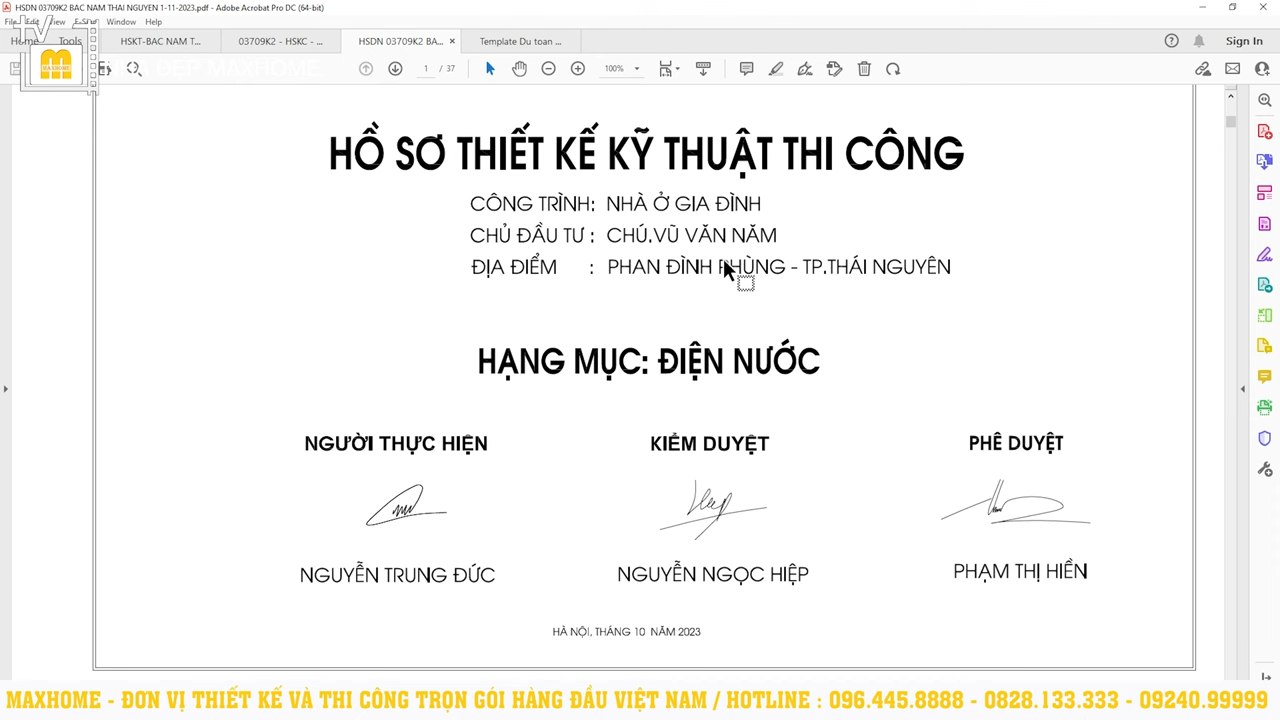 HSDN 03709K2 BAC NAM THAI NGUYEN 1-11-2023.pdf - Adobe Acrobat Pro DC (64-bit)
File Edit View E-Sign Window Help
Home Tools HSKT-BAC NAM T... 03709K2 - HSKC - ... HSDN 03709K2 BA... × Template Du toan ... Sign In
TV
MAXHOME
NHÀ ĐẸP MAXHOME
1 / 37 100%
HỒ SƠ THIẾT KẾ KỸ THUẬT THI CÔNG
CÔNG TRÌNH: NHÀ Ở GIA ĐÌNH
CHỦ ĐẦU TƯ : CHÚ.VŨ VĂN NĂM
ĐỊA ĐIỂM : PHAN ĐÌNH PHÙNG - TP.THÁI NGUYÊN
HẠNG MỤC: ĐIỆN NƯỚC
NGƯỜI THỰC HIỆN KIỂM DUYỆT PHÊ DUYỆT
NGUYỄN TRUNG ĐỨC NGUYỄN NGỌC HIỆP PHẠM THỊ HIỀN
HÀ NỘI, THÁNG 10 NĂM 2023
MAXHOME - ĐƠN VỊ THIẾT KẾ VÀ THI CÔNG TRỌN GÓI HÀNG ĐẦU VIỆT NAM / HOTLINE : 096.445.8888 - 0828.133.333 - 09240.99999